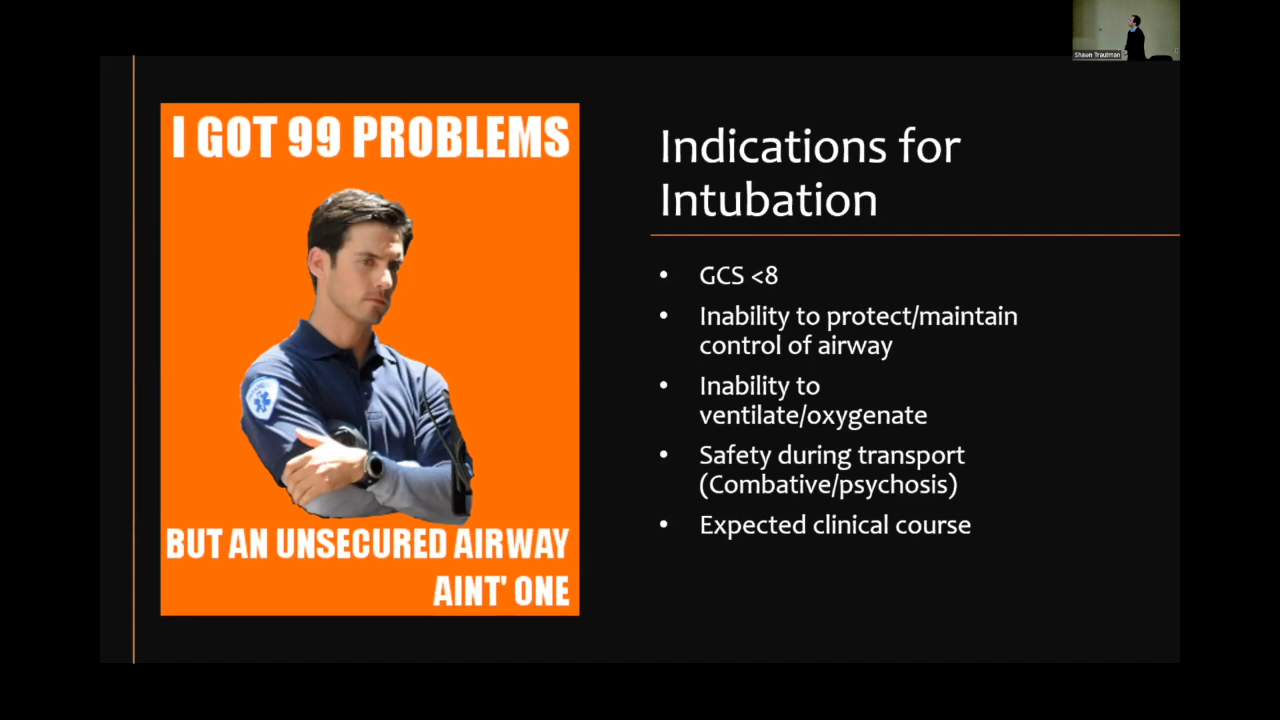 Shawn Trautman
I GOT 99 PROBLEMS
BUT AN UNSECURED AIRWAY
AINT' ONE
Indications for
Intubation
• GCS <8
• Inability to protect/maintain
control of airway
• Inability to
ventilate/oxygenate
• Safety during transport
(Combative/psychosis)
• Expected clinical course